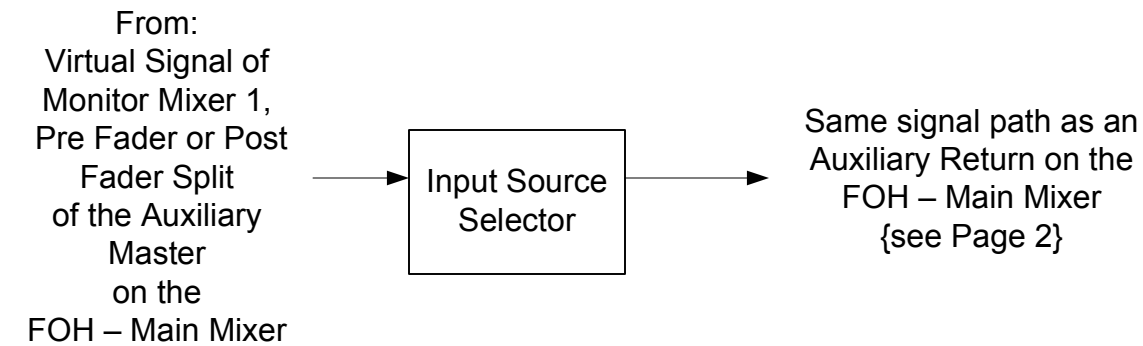 From:
Virtual Signal of
Monitor Mixer 1,
Pre Fader or Post
Fader Split
of the Auxiliary
Master
on the
FOH – Main Mixer
Input Source
Selector
Same signal path as an
Auxiliary Return on the
FOH – Main Mixer
{see Page 2}